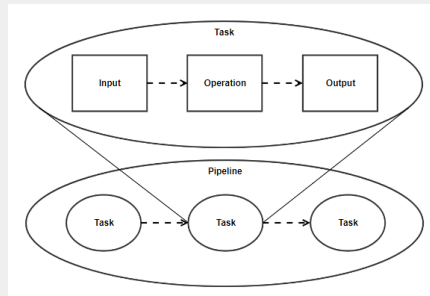 Task
Input
Operation
Output
Pipeline
Task
Task
Task